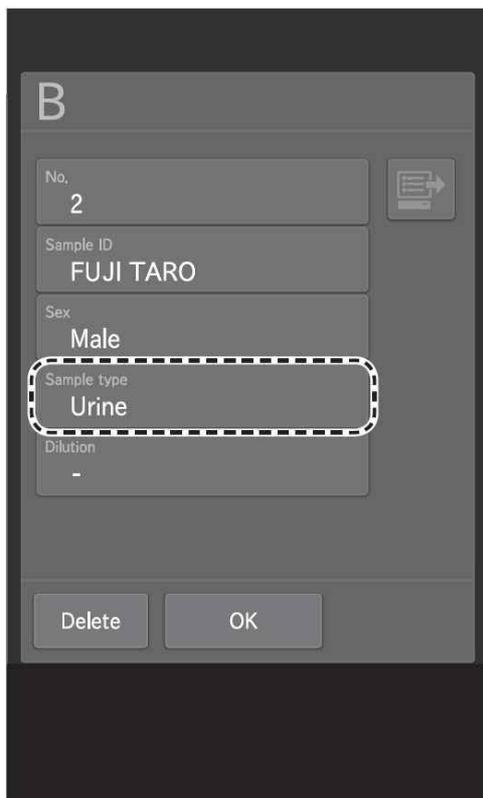 B
No,
2
Sample ID
FUJI TARO
Sex
Male
Sample type
Urine
Dilution
-
Delete
OK